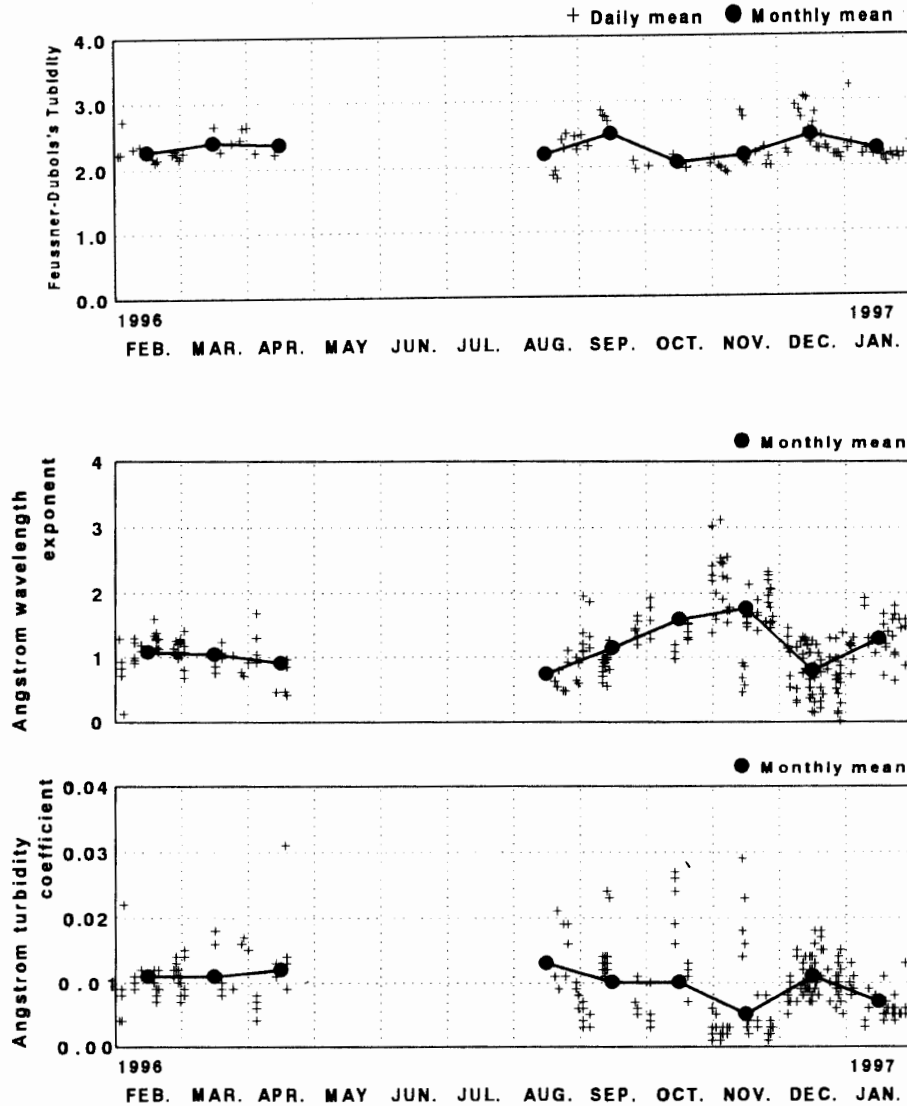 + Daily mean ● Monthly mean
Feussner-Dubols's Tubidity
4.0
3.0
2.0
1.0
0.0
1996 1997
FEB. MAR. APR. MAY JUN. JUL. AUG. SEP. OCT. NOV. DEC. JAN.
● Monthly mean
Angstrom wavelength
exponent
4
3
2
1
0
● Monthly mean
Angstrom turbidity
coefficient
0.04
0.03
0.02
0.01
0.00
1996 1997
FEB. MAR. APR. MAY JUN. JUL. AUG. SEP. OCT. NOV. DEC. JAN.